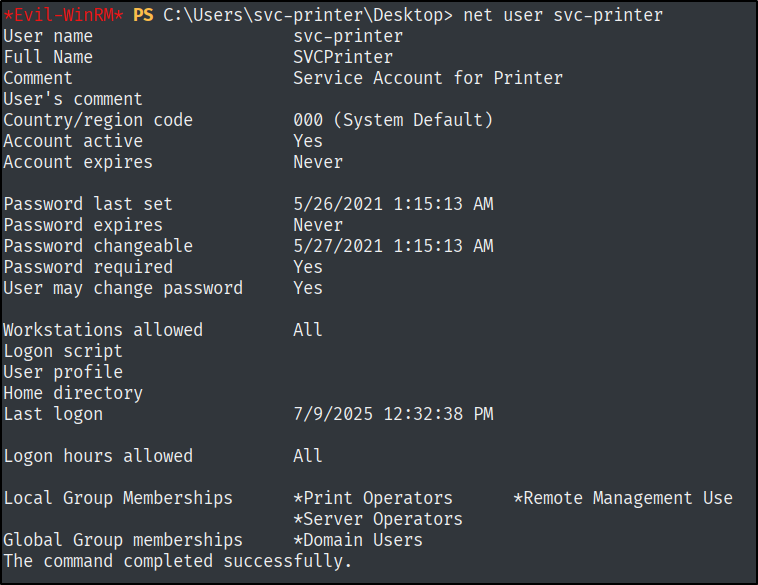 *Evil-WinRM* PS C:\Users\svc-printer\Desktop> net user svc-printer
User name                    svc-printer
Full Name                    SVCPrinter
Comment                      Service Account for Printer
User's comment
Country/region code          000 (System Default)
Account active               Yes
Account expires              Never

Password last set            5/26/2021 1:15:13 AM
Password expires             Never
Password changeable          5/27/2021 1:15:13 AM
Password required            Yes
User may change password     Yes

Workstations allowed         All
Logon script
User profile
Home directory
Last logon                   7/9/2025 12:32:38 PM

Logon hours allowed          All

Local Group Memberships      *Print Operators      *Remote Management Use
                             *Server Operators
Global Group memberships     *Domain Users
The command completed successfully.